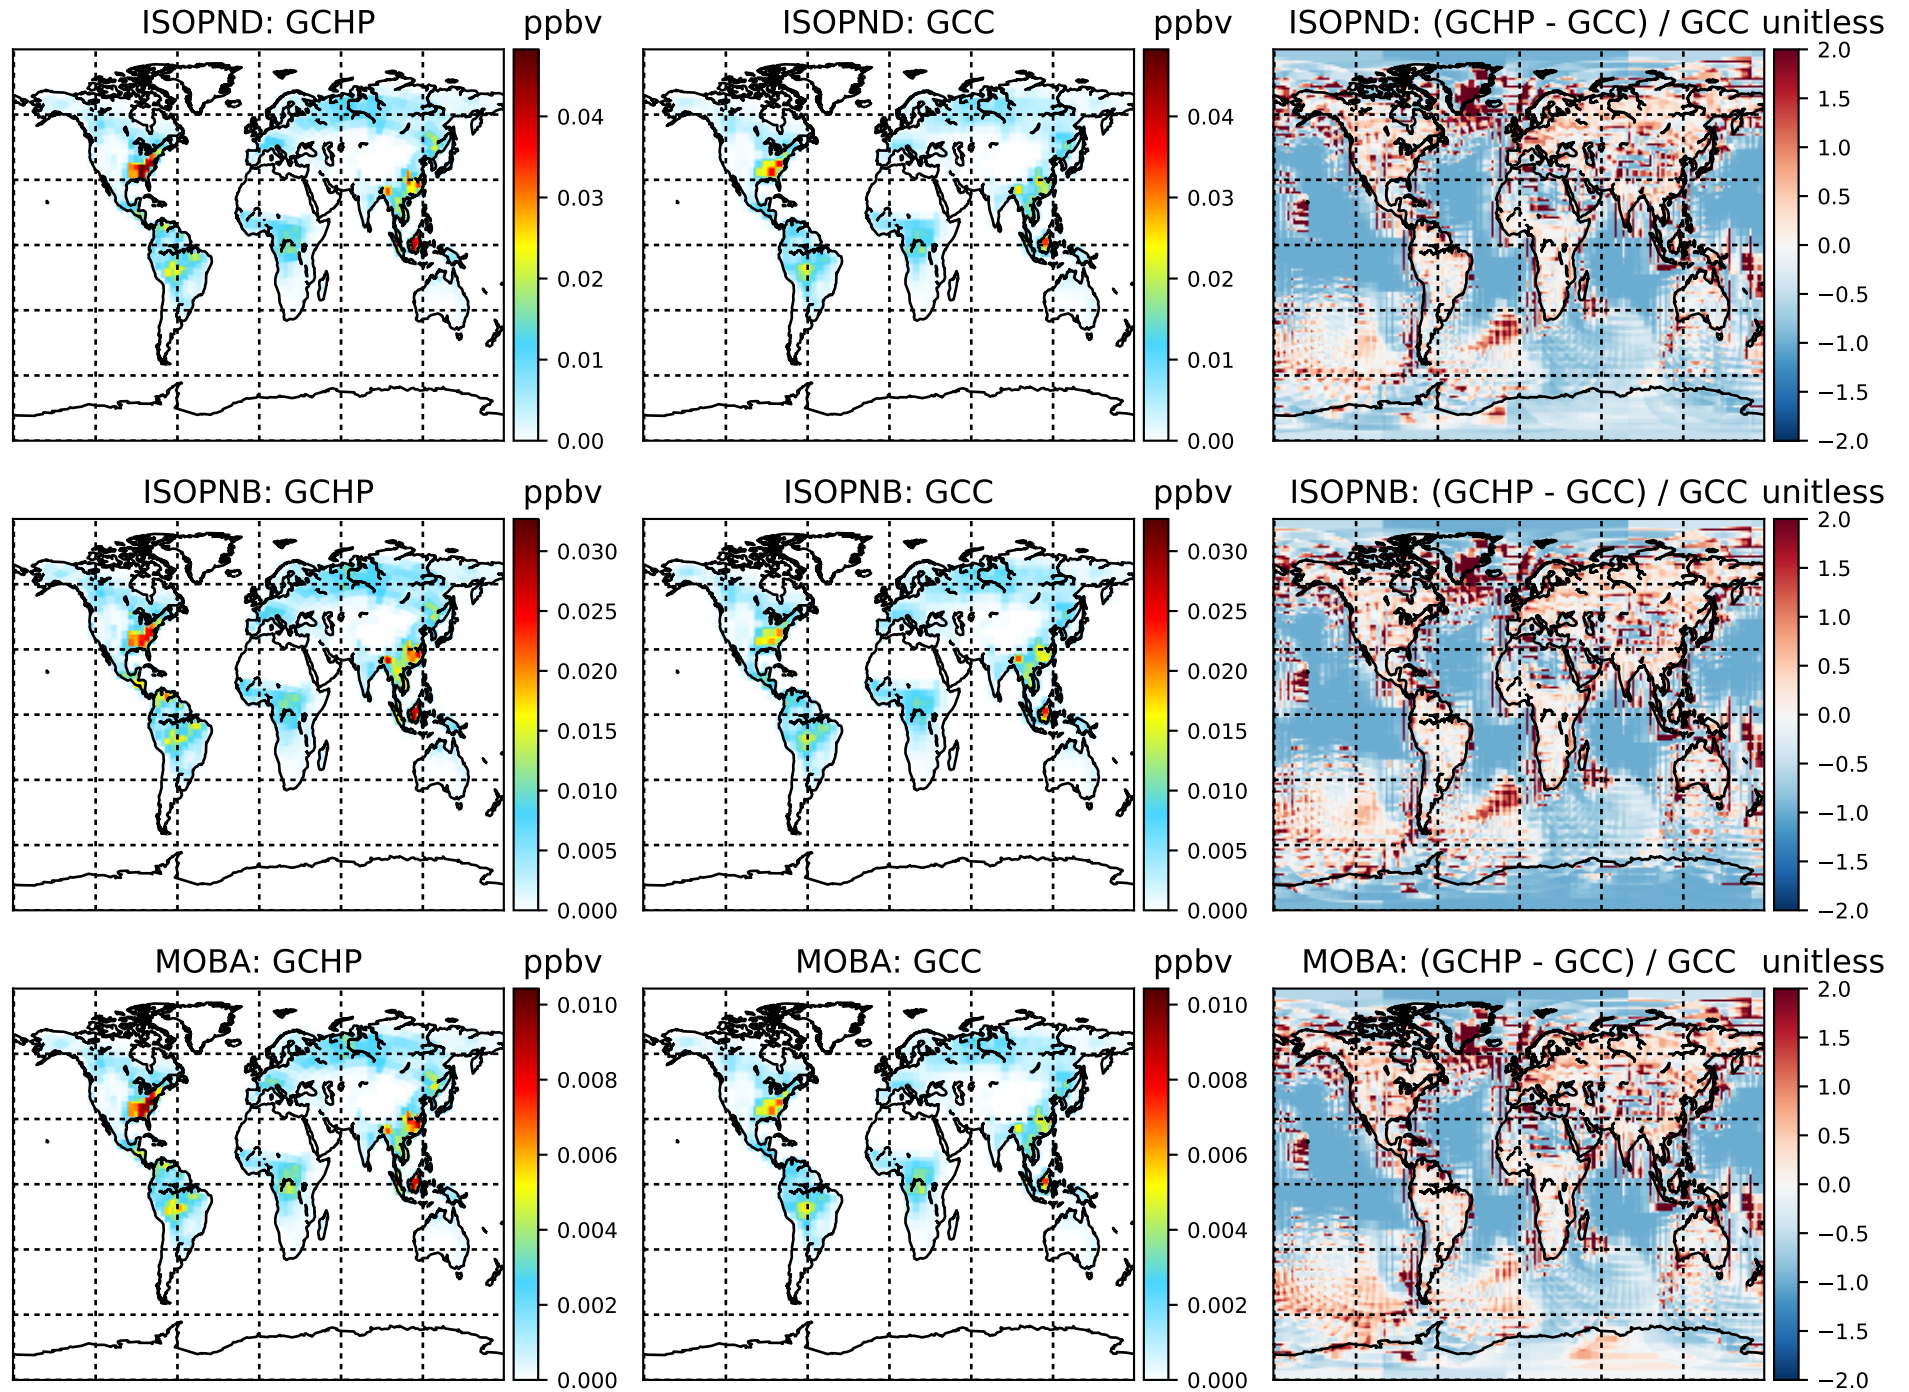 ISOPND: GCHP ppbv ISOPND: GCC ppbv ISOPND: (GCHP - GCC) / GCC unitless
0.04 0.04 2.0
0.03 0.03 1.5
0.02 0.02 1.0
0.01 0.01 0.5
0.00 0.00 0.0
−0.5
−1.0
−1.5
−2.0
ISOPNB: GCHP ppbv ISOPNB: GCC ppbv ISOPNB: (GCHP - GCC) / GCC unitless
0.030 0.030 2.0
0.025 0.025 1.5
0.020 0.020 1.0
0.015 0.015 0.5
0.010 0.010 0.0
0.005 0.005 −0.5
0.000 0.000 −1.0
−1.5
−2.0
MOBA: GCHP ppbv MOBA: GCC ppbv MOBA: (GCHP - GCC) / GCC unitless
0.010 0.010 2.0
0.008 0.008 1.5
0.006 0.006 1.0
0.004 0.004 0.5
0.002 0.002 0.0
0.000 0.000 −0.5
−1.0
−1.5
−2.0